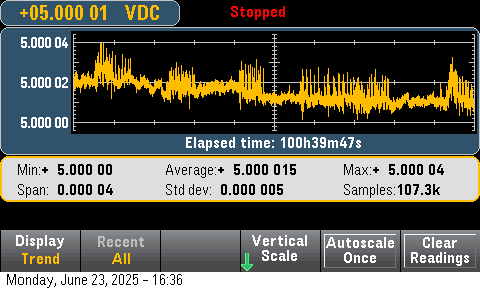 +05.000 01 VDC Stopped
5.000 04
5.000 02
5.000 00
Elapsed time: 100h39m47s
Min:+ 5.000 00 Average:+ 5.000 015 Max:+ 5.000 04
Span: 0.000 04 Std dev: 0.000 005 Samples:107.3k
Display Recent Vertical Autoscale Clear
Trend All Scale Once Readings
Monday, June 23, 2025 - 16:36